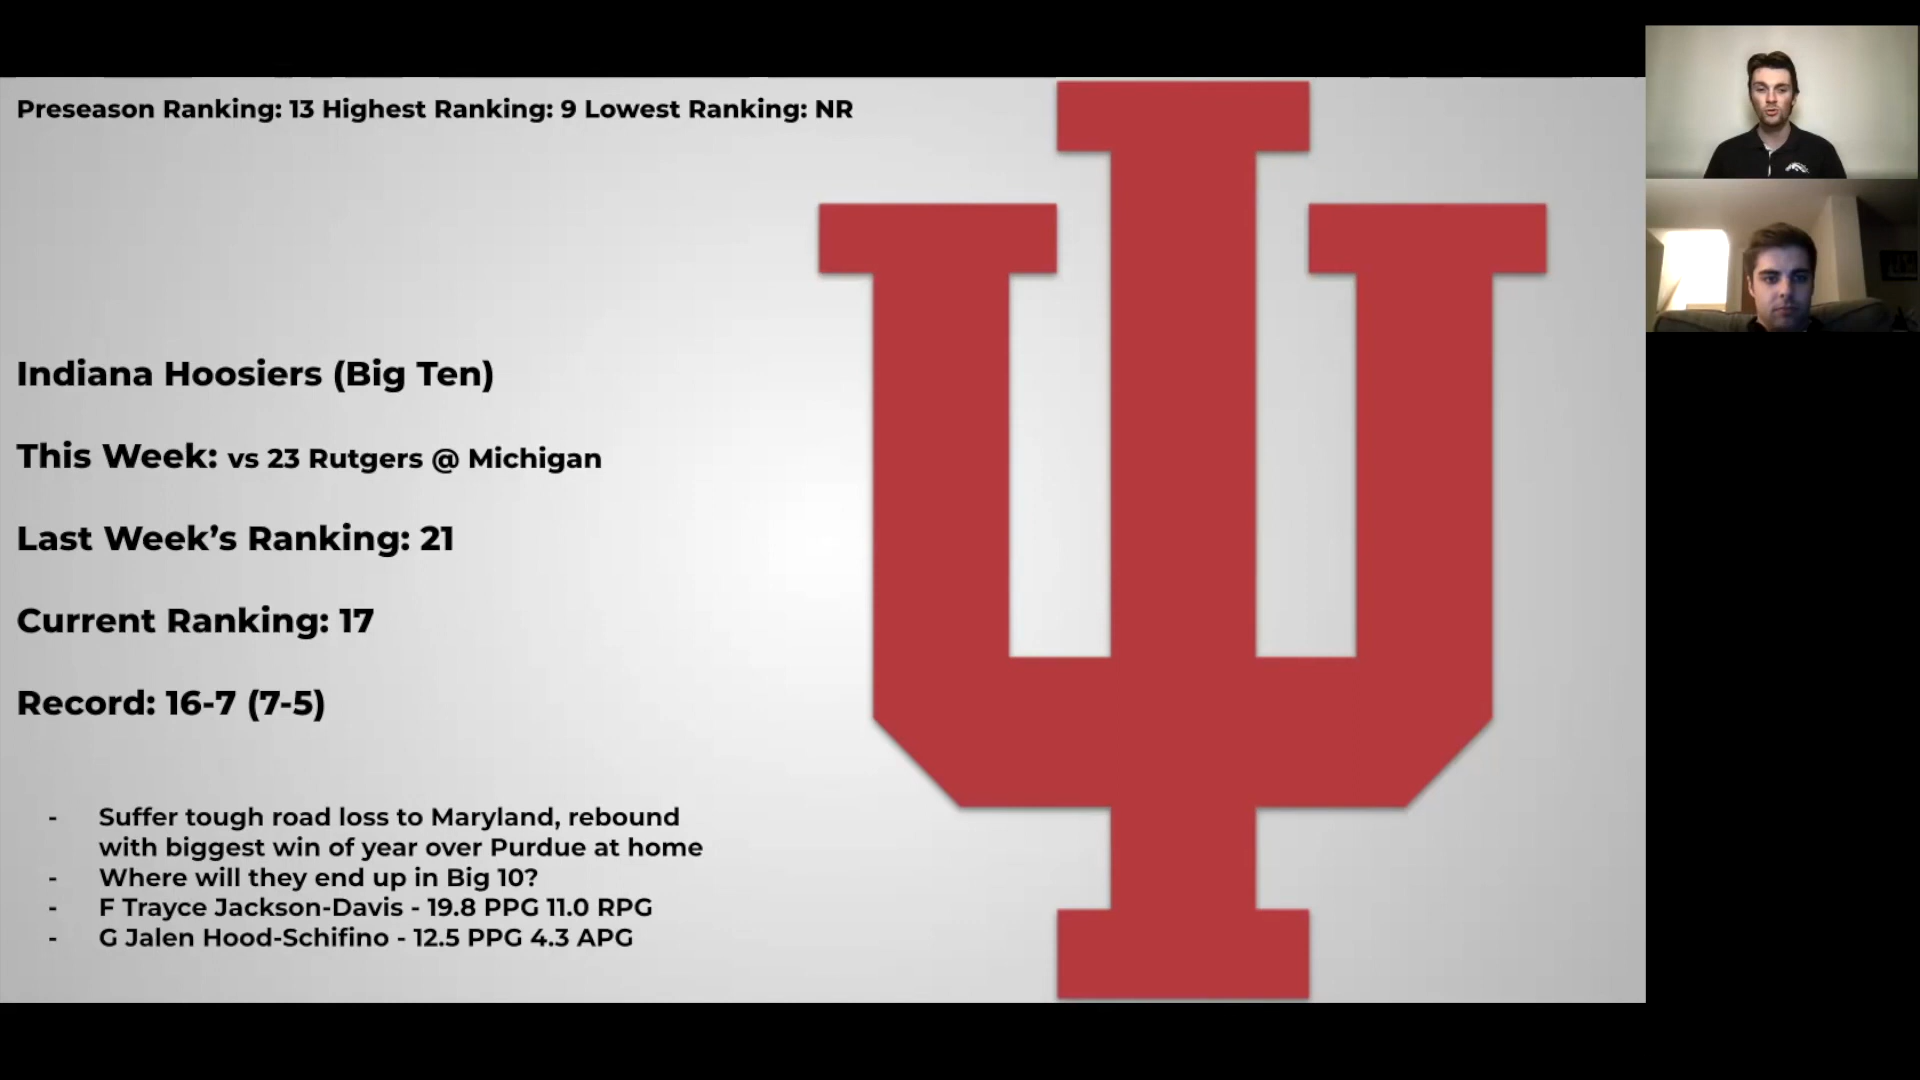 Preseason Ranking: 13 Highest Ranking: 9 Lowest Ranking: NR
Indiana Hoosiers (Big Ten)
This Week: vs 23 Rutgers @ Michigan
Last Week’s Ranking: 21
Current Ranking: 17
Record: 16-7 (7-5)
- Suffer tough road loss to Maryland, rebound
with biggest win of year over Purdue at home
- Where will they end up in Big 10?
- F Trayce Jackson-Davis - 19.8 PPG 11.0 RPG
- G Jalen Hood-Schifino - 12.5 PPG 4.3 APG